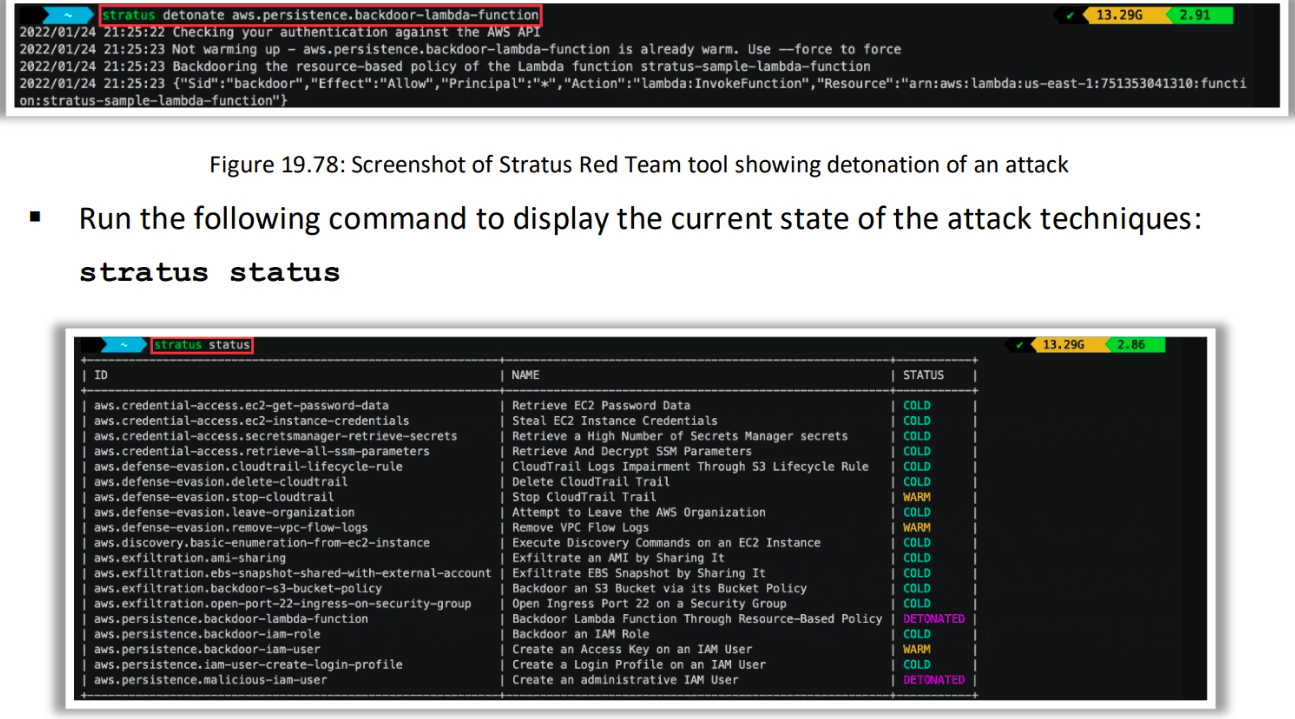 ~ stratus detonate aws.persistence.backdoor-lambda-function ✔ 13.29G 2.91
2022/01/24 21:25:22 Checking your authentication against the AWS API
2022/01/24 21:25:23 Not warming up – aws.persistence.backdoor-lambda-function is already warm. Use --force to force
2022/01/24 21:25:23 Backdooring the resource-based policy of the Lambda function stratus-sample-lambda-function
2022/01/24 21:25:23 {"Sid":"backdoor","Effect":"Allow","Principal":"*","Action":"lambda:InvokeFunction","Resource":"arn:aws:lambda:us-east-1:751353041310:functi
on:stratus-sample-lambda-function"}
Figure 19.78: Screenshot of Stratus Red Team tool showing detonation of an attack
▪ Run the following command to display the current state of the attack techniques:
stratus status
~ stratus status ✔ 13.29G 2.86
| ID | NAME | STATUS |
| aws.credential-access.ec2-get-password-data | Retrieve EC2 Password Data | COLD |
| aws.credential-access.ec2-instance-credentials | Steal EC2 Instance Credentials | COLD |
| aws.credential-access.secretsmanager-retrieve-secrets | Retrieve a High Number of Secrets Manager secrets | COLD |
| aws.credential-access.retrieve-all-ssm-parameters | Retrieve And Decrypt SSM Parameters | COLD |
| aws.defense-evasion.cloudtrail-lifecycle-rule | CloudTrail Logs Impairment Through S3 Lifecycle Rule | COLD |
| aws.defense-evasion.delete-cloudtrail | Delete CloudTrail Trail | COLD |
| aws.defense-evasion.stop-cloudtrail | Stop CloudTrail Trail | WARM |
| aws.defense-evasion.leave-organization | Attempt to Leave the AWS Organization | COLD |
| aws.defense-evasion.remove-vpc-flow-logs | Remove VPC Flow Logs | WARM |
| aws.discovery.basic-enumeration-from-ec2-instance | Execute Discovery Commands on an EC2 Instance | COLD |
| aws.exfiltration.ami-sharing | Exfiltrate an AMI by Sharing It | COLD |
| aws.exfiltration.ebs-snapshot-shared-with-external-account | Exfiltrate EBS Snapshot by Sharing It | COLD |
| aws.exfiltration.backdoor-s3-bucket-policy | Backdoor an S3 Bucket via its Bucket Policy | COLD |
| aws.exfiltration.open-port-22-ingress-on-security-group | Open Ingress Port 22 on a Security Group | COLD |
| aws.persistence.backdoor-lambda-function | Backdoor Lambda Function Through Resource-Based Policy | DETONATED |
| aws.persistence.backdoor-iam-role | Backdoor an IAM Role | COLD |
| aws.persistence.backdoor-iam-user | Create an Access Key on an IAM User | WARM |
| aws.persistence.iam-user-create-login-profile | Create a Login Profile on an IAM User | COLD |
| aws.persistence.malicious-iam-user | Create an administrative IAM User | DETONATED |